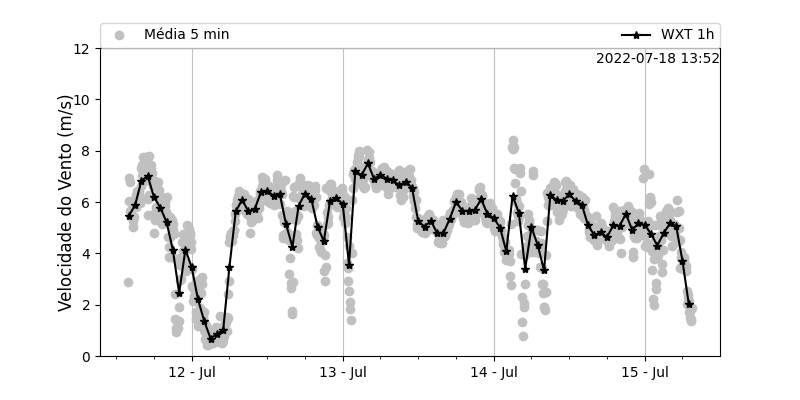 Média 5 min
WXT 1h
2022-07-18 13:52
Velocidade do Vento (m/s)
12
10
8
6
4
2
0
12 - Jul
13 - Jul
14 - Jul
15 - Jul